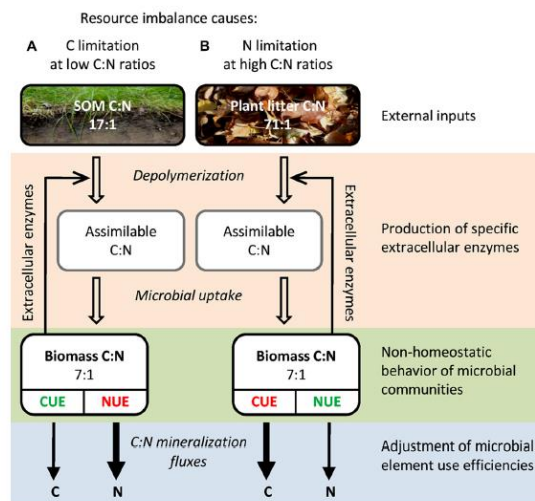 Resource imbalance causes:
A
C limitation
at low C:N ratios
B
N limitation
at high C:N ratios
SOM C:N
17:1
Plant litter C:N
71:1
External inputs
Depolymerization
Extracellular enzymes
Extracellular enzymes
Assimilable
C:N
Assimilable
C:N
Production of specific
extracellular enzymes
Microbial uptake
Biomass C:N
7:1
CUE NUE
Biomass C:N
7:1
CUE NUE
Non-homeostatic
behavior of microbial
communities
C:N mineralization
fluxes
Adjustment of microbial
element use efficiencies
C N C N